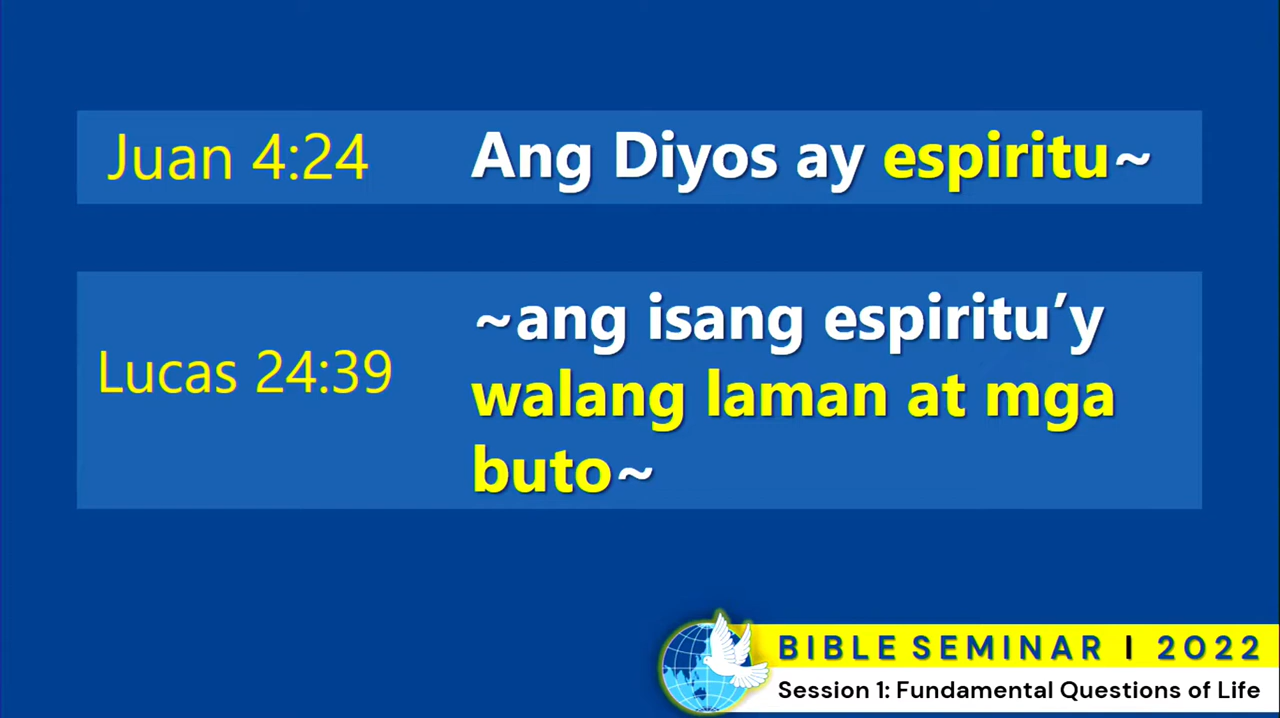 Juan 4:24
Ang Diyos ay espiritu~
Lucas 24:39
~ang isang espiritu’y
walang laman at mga
buto~
BIBLE SEMINAR | 2022
Session 1: Fundamental Questions of Life